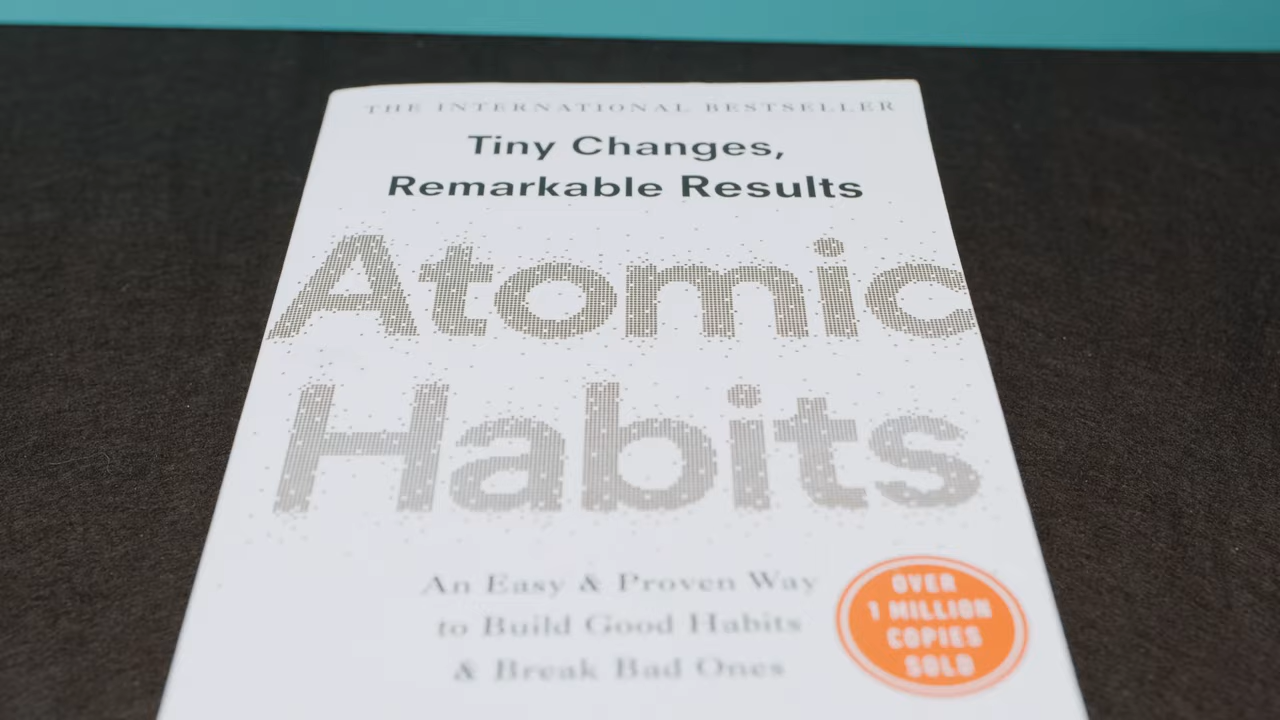 THE INTERNATIONAL BESTSELLER
Tiny Changes,
Remarkable Results
Atomic
Habits
An Easy & Proven Way
to Build Good Habits
& Break Bad Ones
OVER
1 MILLION
COPIES
SOLD